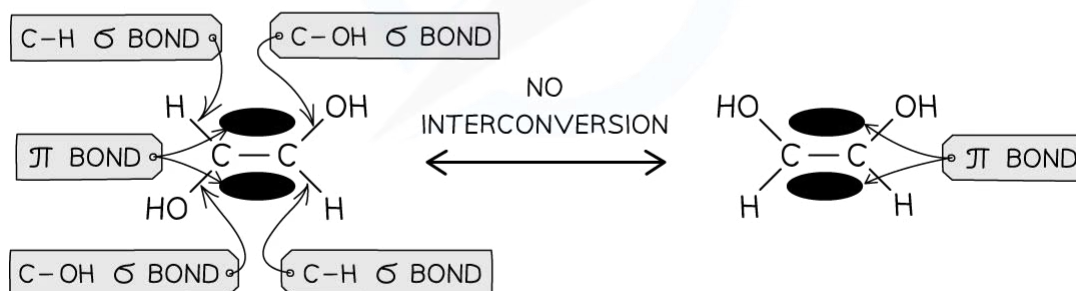 C-H σ BOND
C-OH σ BOND
NO
INTERCONVERSION
H
OH
HO
OH
π BOND
C — C
C — C
π BOND
HO
H
H
H
C-OH σ BOND
C-H σ BOND